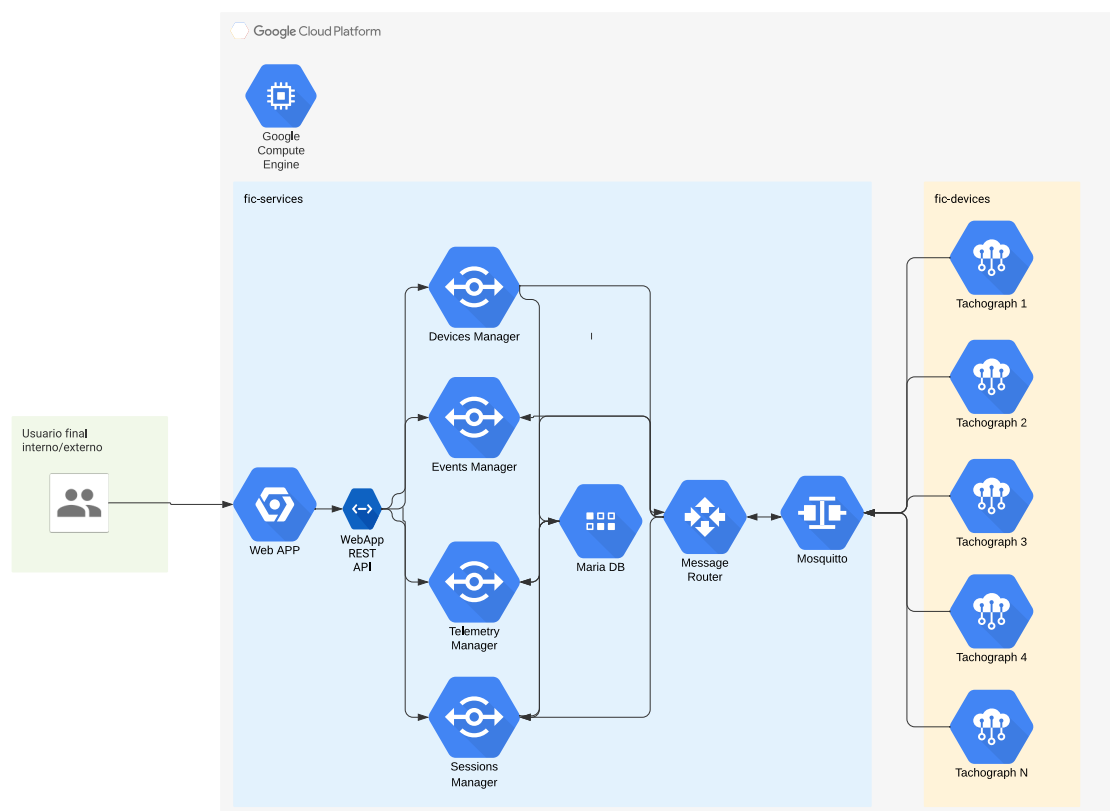 Google Cloud Platform
Google
Compute
Engine
fic-services
fic-devices
Devices Manager
Events Manager
Usuario final
interno/externo
Web APP
WebApp
REST
API
Maria DB
Message
Router
Mosquitto
Telemetry
Manager
Sessions
Manager
Tachograph 1
Tachograph 2
Tachograph 3
Tachograph 4
Tachograph N